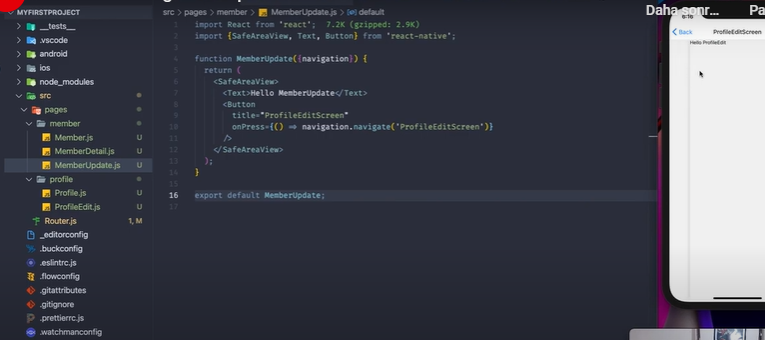 MYFIRSTPROJECT
__tests__
.vscode
android
ios
node_modules
src
pages
member
Member.js U
MemberDetail.js U
MemberUpdate.js U
profile
Profile.js U
ProfileEdit.js U
Router.js 1, M
_editorconfig
.buckconfig
.eslintrc.js
.flowconfig
.gitattributes
.gitignore
.prettierrc.js
.watchmanconfig
src > pages > member > MemberUpdate.js > default
1 import React from 'react'; 7.2K (gzipped: 2.9K)
2 import {SafeAreaView, Text, Button} from 'react-native';
3
4 function MemberUpdate({navigation}) {
5 return (
6 <SafeAreaView>
7 <Text>Hello MemberUpdate</Text>
8 <Button
9 title="ProfileEditScreen"
10 onPress={() => navigation.navigate('ProfileEditScreen')}
11 />
12 </SafeAreaView>
13 );
14 }
15
16 export default MemberUpdate;
17
Daha sonr... Pa
6:16
Back ProfileEditScreen
Hello ProfileEdit